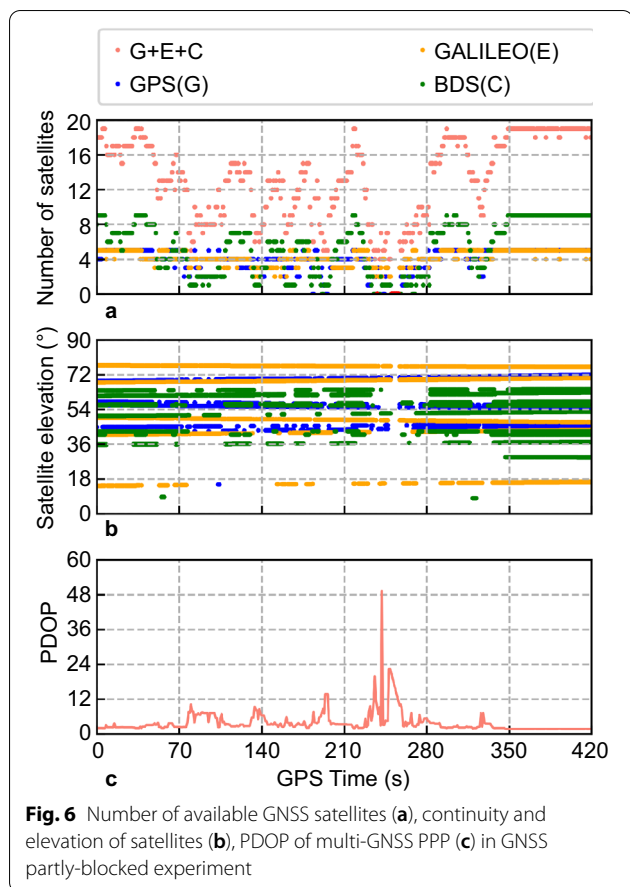 G+E+C GALILEO(E)
GPS(G) BDS(C)
Number of satellites
20
16
12
8
4
0
a
Satellite elevation (°)
90
72
54
36
18
0
b
PDOP
60
48
36
24
12
0
0 70 140 210 280 350 420
c GPS Time (s)
Fig. 6 Number of available GNSS satellites (a), continuity and
elevation of satellites (b), PDOP of multi-GNSS PPP (c) in GNSS
partly-blocked experiment